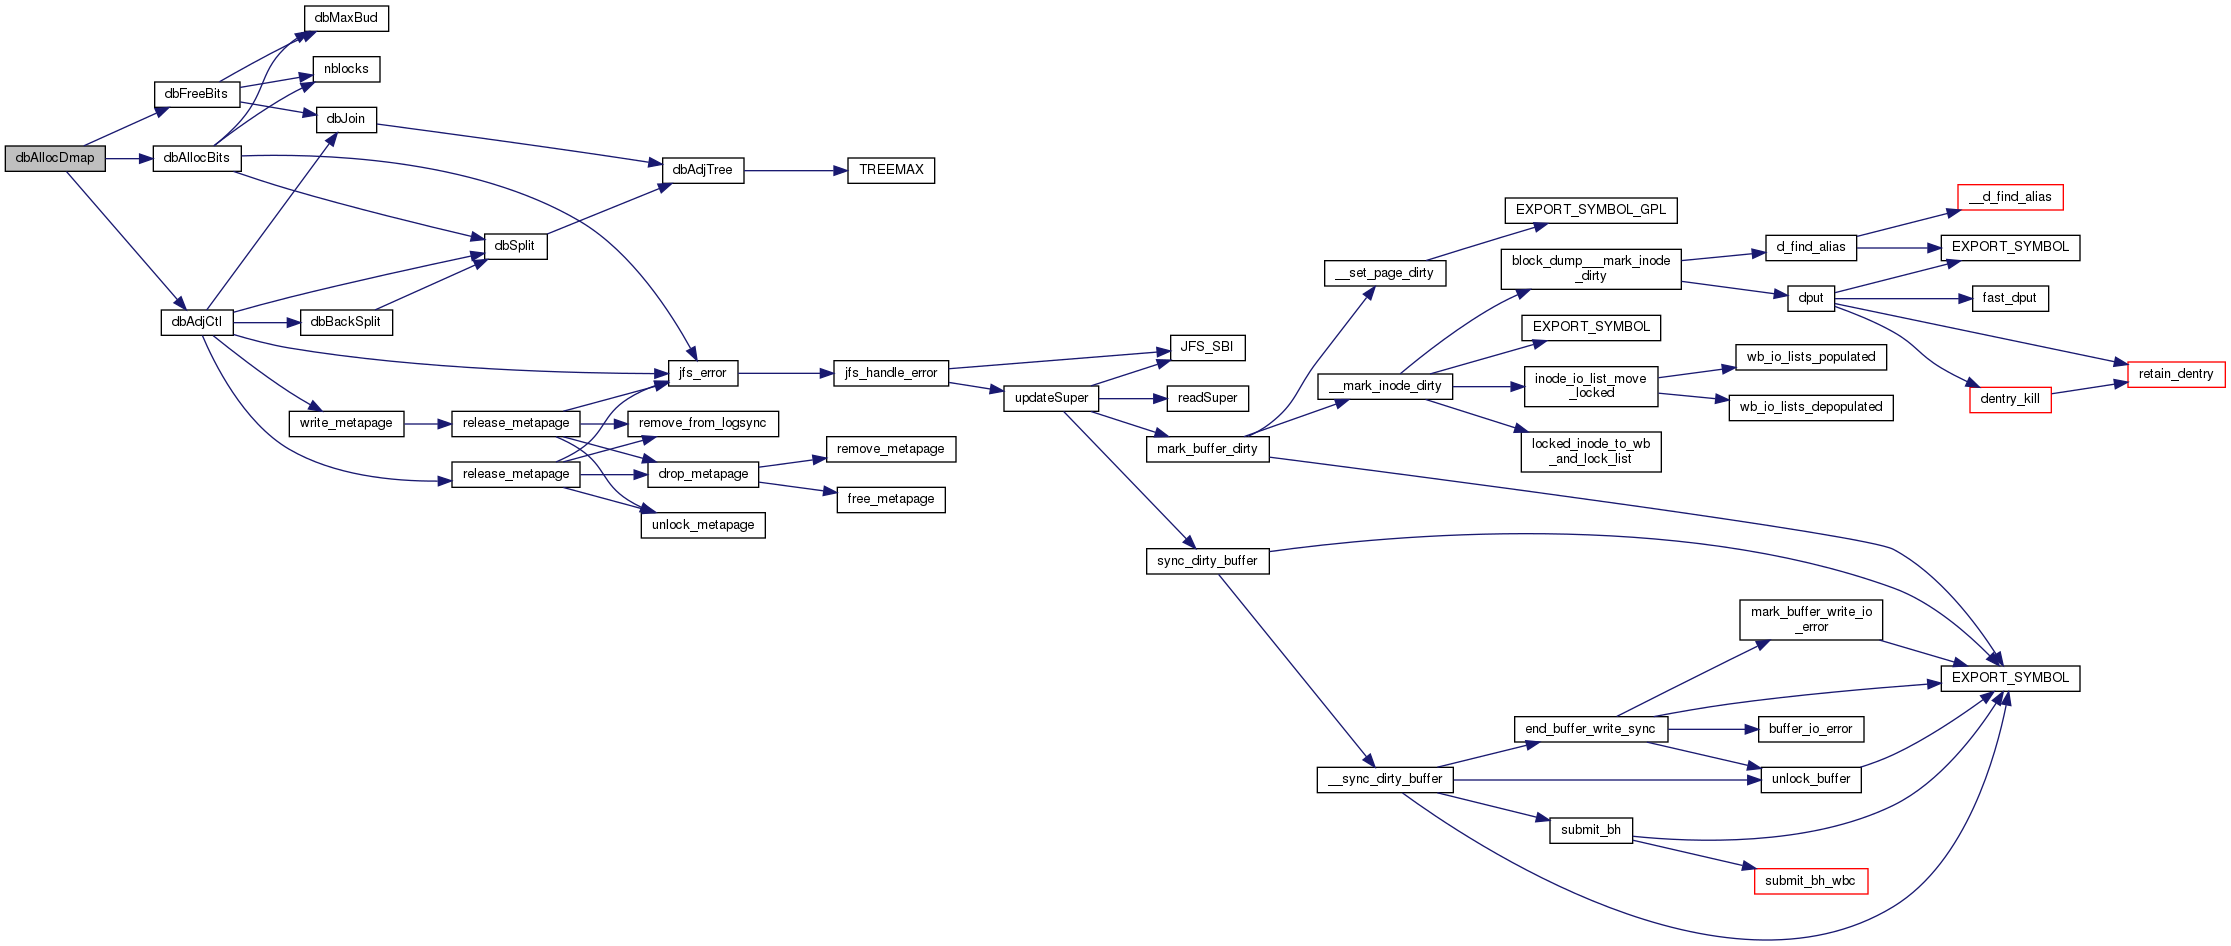 dbAllocDmap
dbFreeBits
dbAllocBits
dbAdjCtl
dbMaxBud
nblocks
dbJoin
dbBackSplit
write_metapage
dbSplit
release_metapage
release_metapage
dbAdjTree
jfs_error
remove_from_logsync
drop_metapage
unlock_metapage
TREEMAX
jfs_handle_error
remove_metapage
free_metapage
updateSuper
JFS_SBI
readSuper
mark_buffer_dirty
sync_dirty_buffer
__set_page_dirty
__mark_inode_dirty
__sync_dirty_buffer
EXPORT_SYMBOL_GPL
block_dump___mark_inode
_dirty
EXPORT_SYMBOL
inode_io_list_move
_locked
locked_inode_to_wb
_and_lock_list
end_buffer_write_sync
submit_bh
d_find_alias
dput
wb_io_lists_populated
wb_io_lists_depopulated
mark_buffer_write_io
_error
buffer_io_error
unlock_buffer
submit_bh_wbc
__d_find_alias
EXPORT_SYMBOL
fast_dput
dentry_kill
EXPORT_SYMBOL
retain_dentry